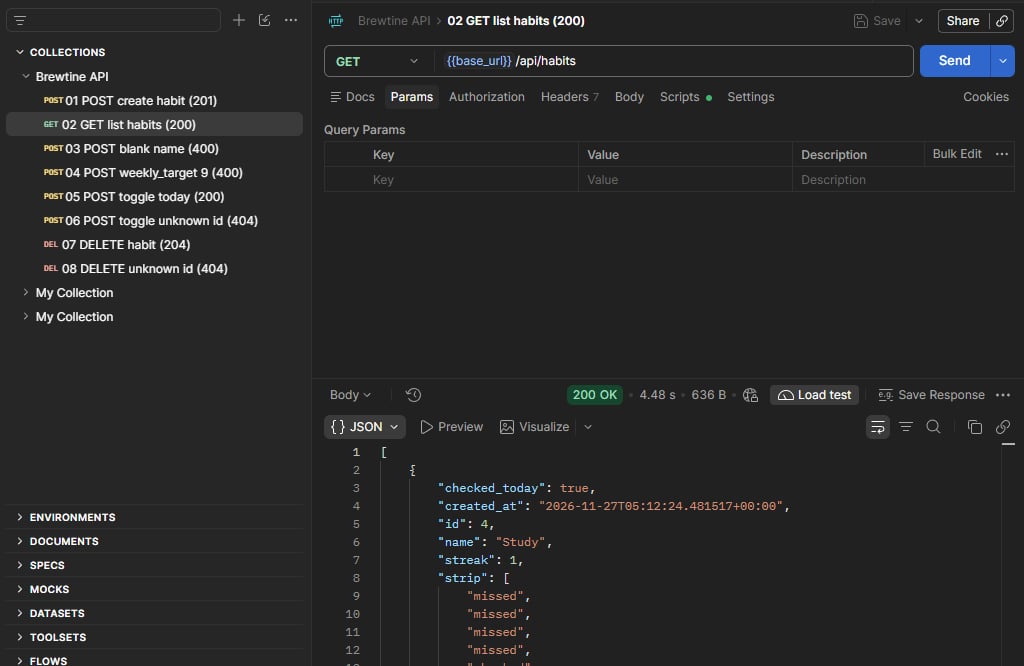 COLLECTIONS
Brewtine API
POST 01 POST create habit (201)
GET 02 GET list habits (200)
POST 03 POST blank name (400)
POST 04 POST weekly_target 9 (400)
POST 05 POST toggle today (200)
POST 06 POST toggle unknown id (404)
DEL 07 DELETE habit (204)
DEL 08 DELETE unknown id (404)
My Collection
My Collection
ENVIRONMENTS
DOCUMENTS
SPECS
MOCKS
DATASETS
TOOLSETS
FLOWS
HTTP Brewtine API > 02 GET list habits (200) Save Share
GET {{base_url}} /api/habits Send
Docs Params Authorization Headers 7 Body Scripts Settings Cookies
Query Params
Key Value Description Bulk Edit
Key Value Description
Body 200 OK 4.48 s 636 B Load test e.g. Save Response
{} JSON Preview Visualize
1 [
2 {
3 "checked_today": true,
4 "created_at": "2026-11-27T05:12:24.481517+00:00",
5 "id": 4,
6 "name": "Study",
7 "streak": 1,
8 "strip": [
9 "missed",
10 "missed",
11 "missed",
12 "missed",